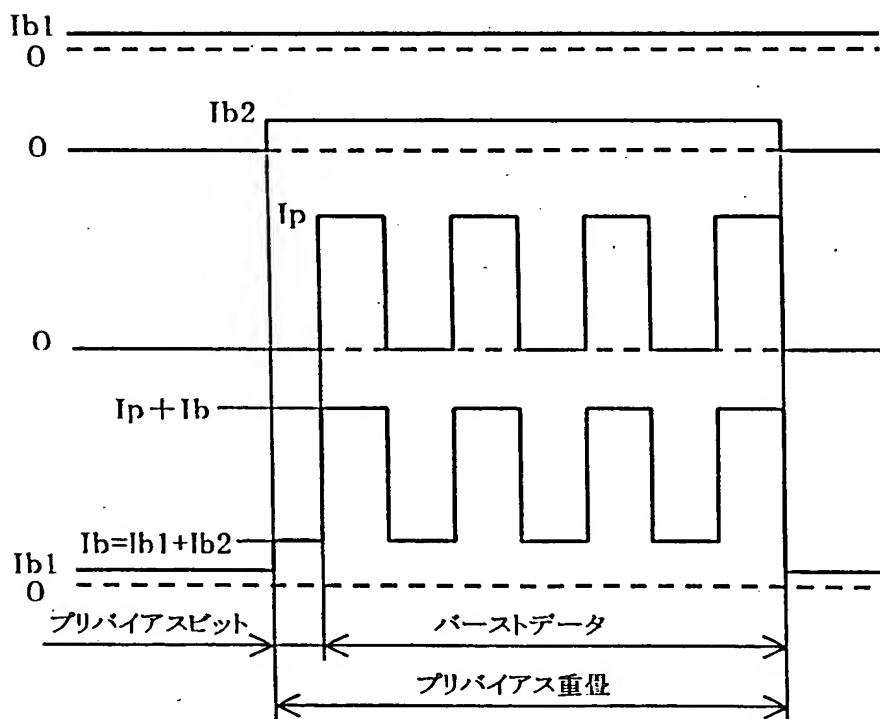 Ib1
0
Ib2
0
Ip
0
Ip+Ib
Ib=Ib1+Ib2
Ib1
0
プリバイアスビット
バーストデータ
プリバイアス重畳